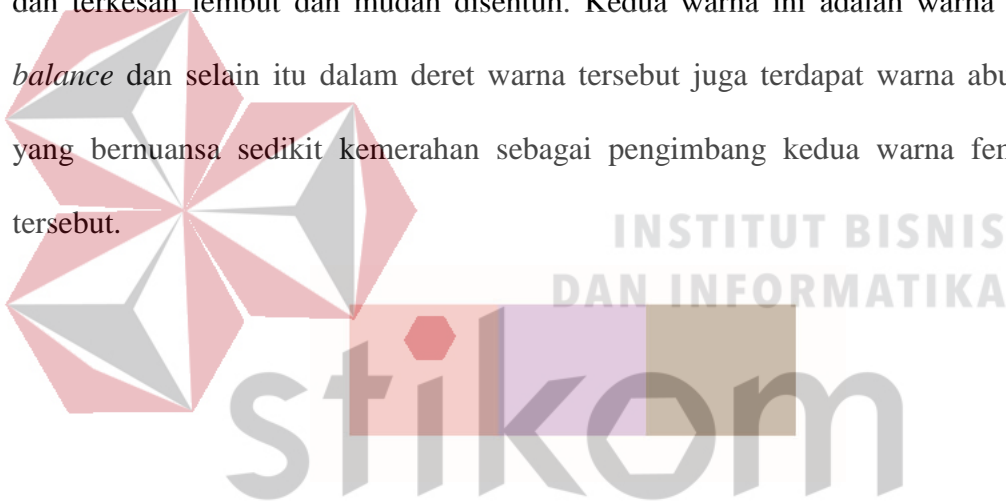 dan terkesan lembut dan mudah disentuh. Kedua warna ini adalah warna
balance dan selain itu dalam deret warna tersebut juga terdapat warna abu
yang bernuansa sedikit kemerahan sebagai pengimbang kedua warna fem
tersebut.
INSTITUT BISNIS
DAN INFORMATIKA
stikom